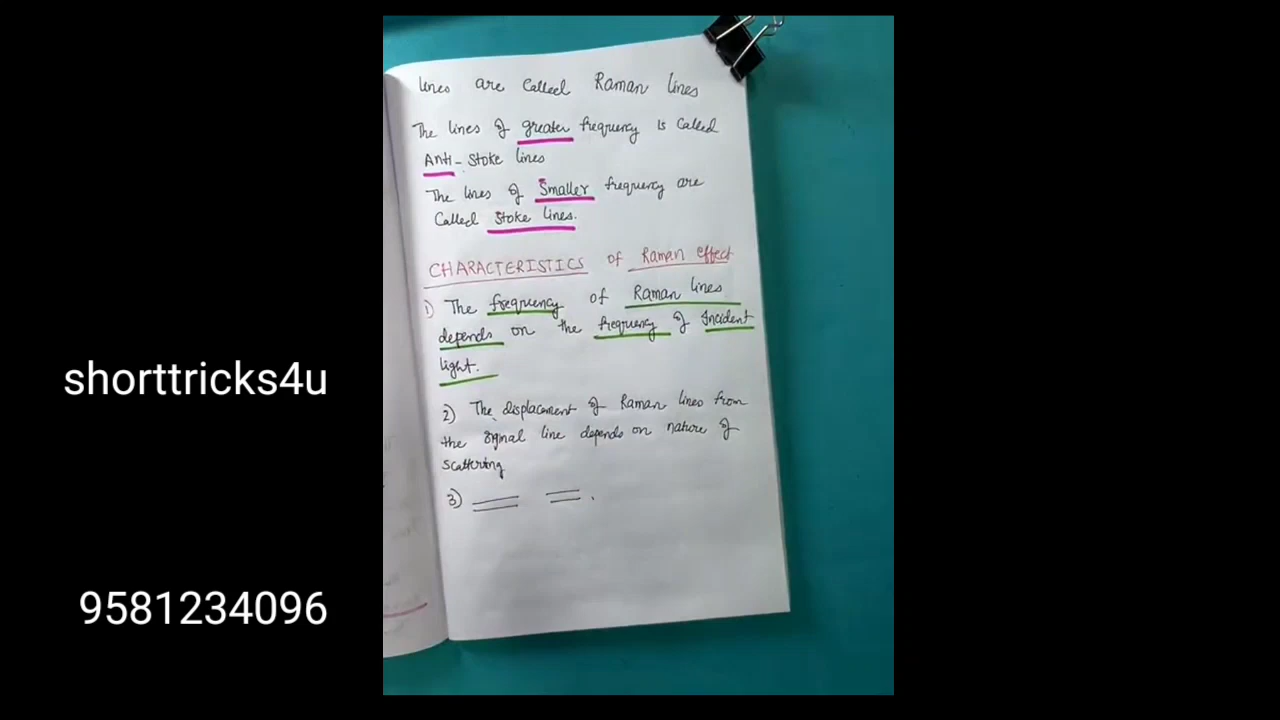 lines are called Raman lines
The lines of greater frequency is called
Anti-Stoke lines
The lines of Smaller frequency are
Called Stoke lines.
CHARACTERISTICS of Raman effect
1) The frequency of Raman lines
depends on the frequency of Incident
light.
2) The displacement of Raman lines from
the orginal line depends on nature of
scattering
3)
shorttricks4u
9581234096